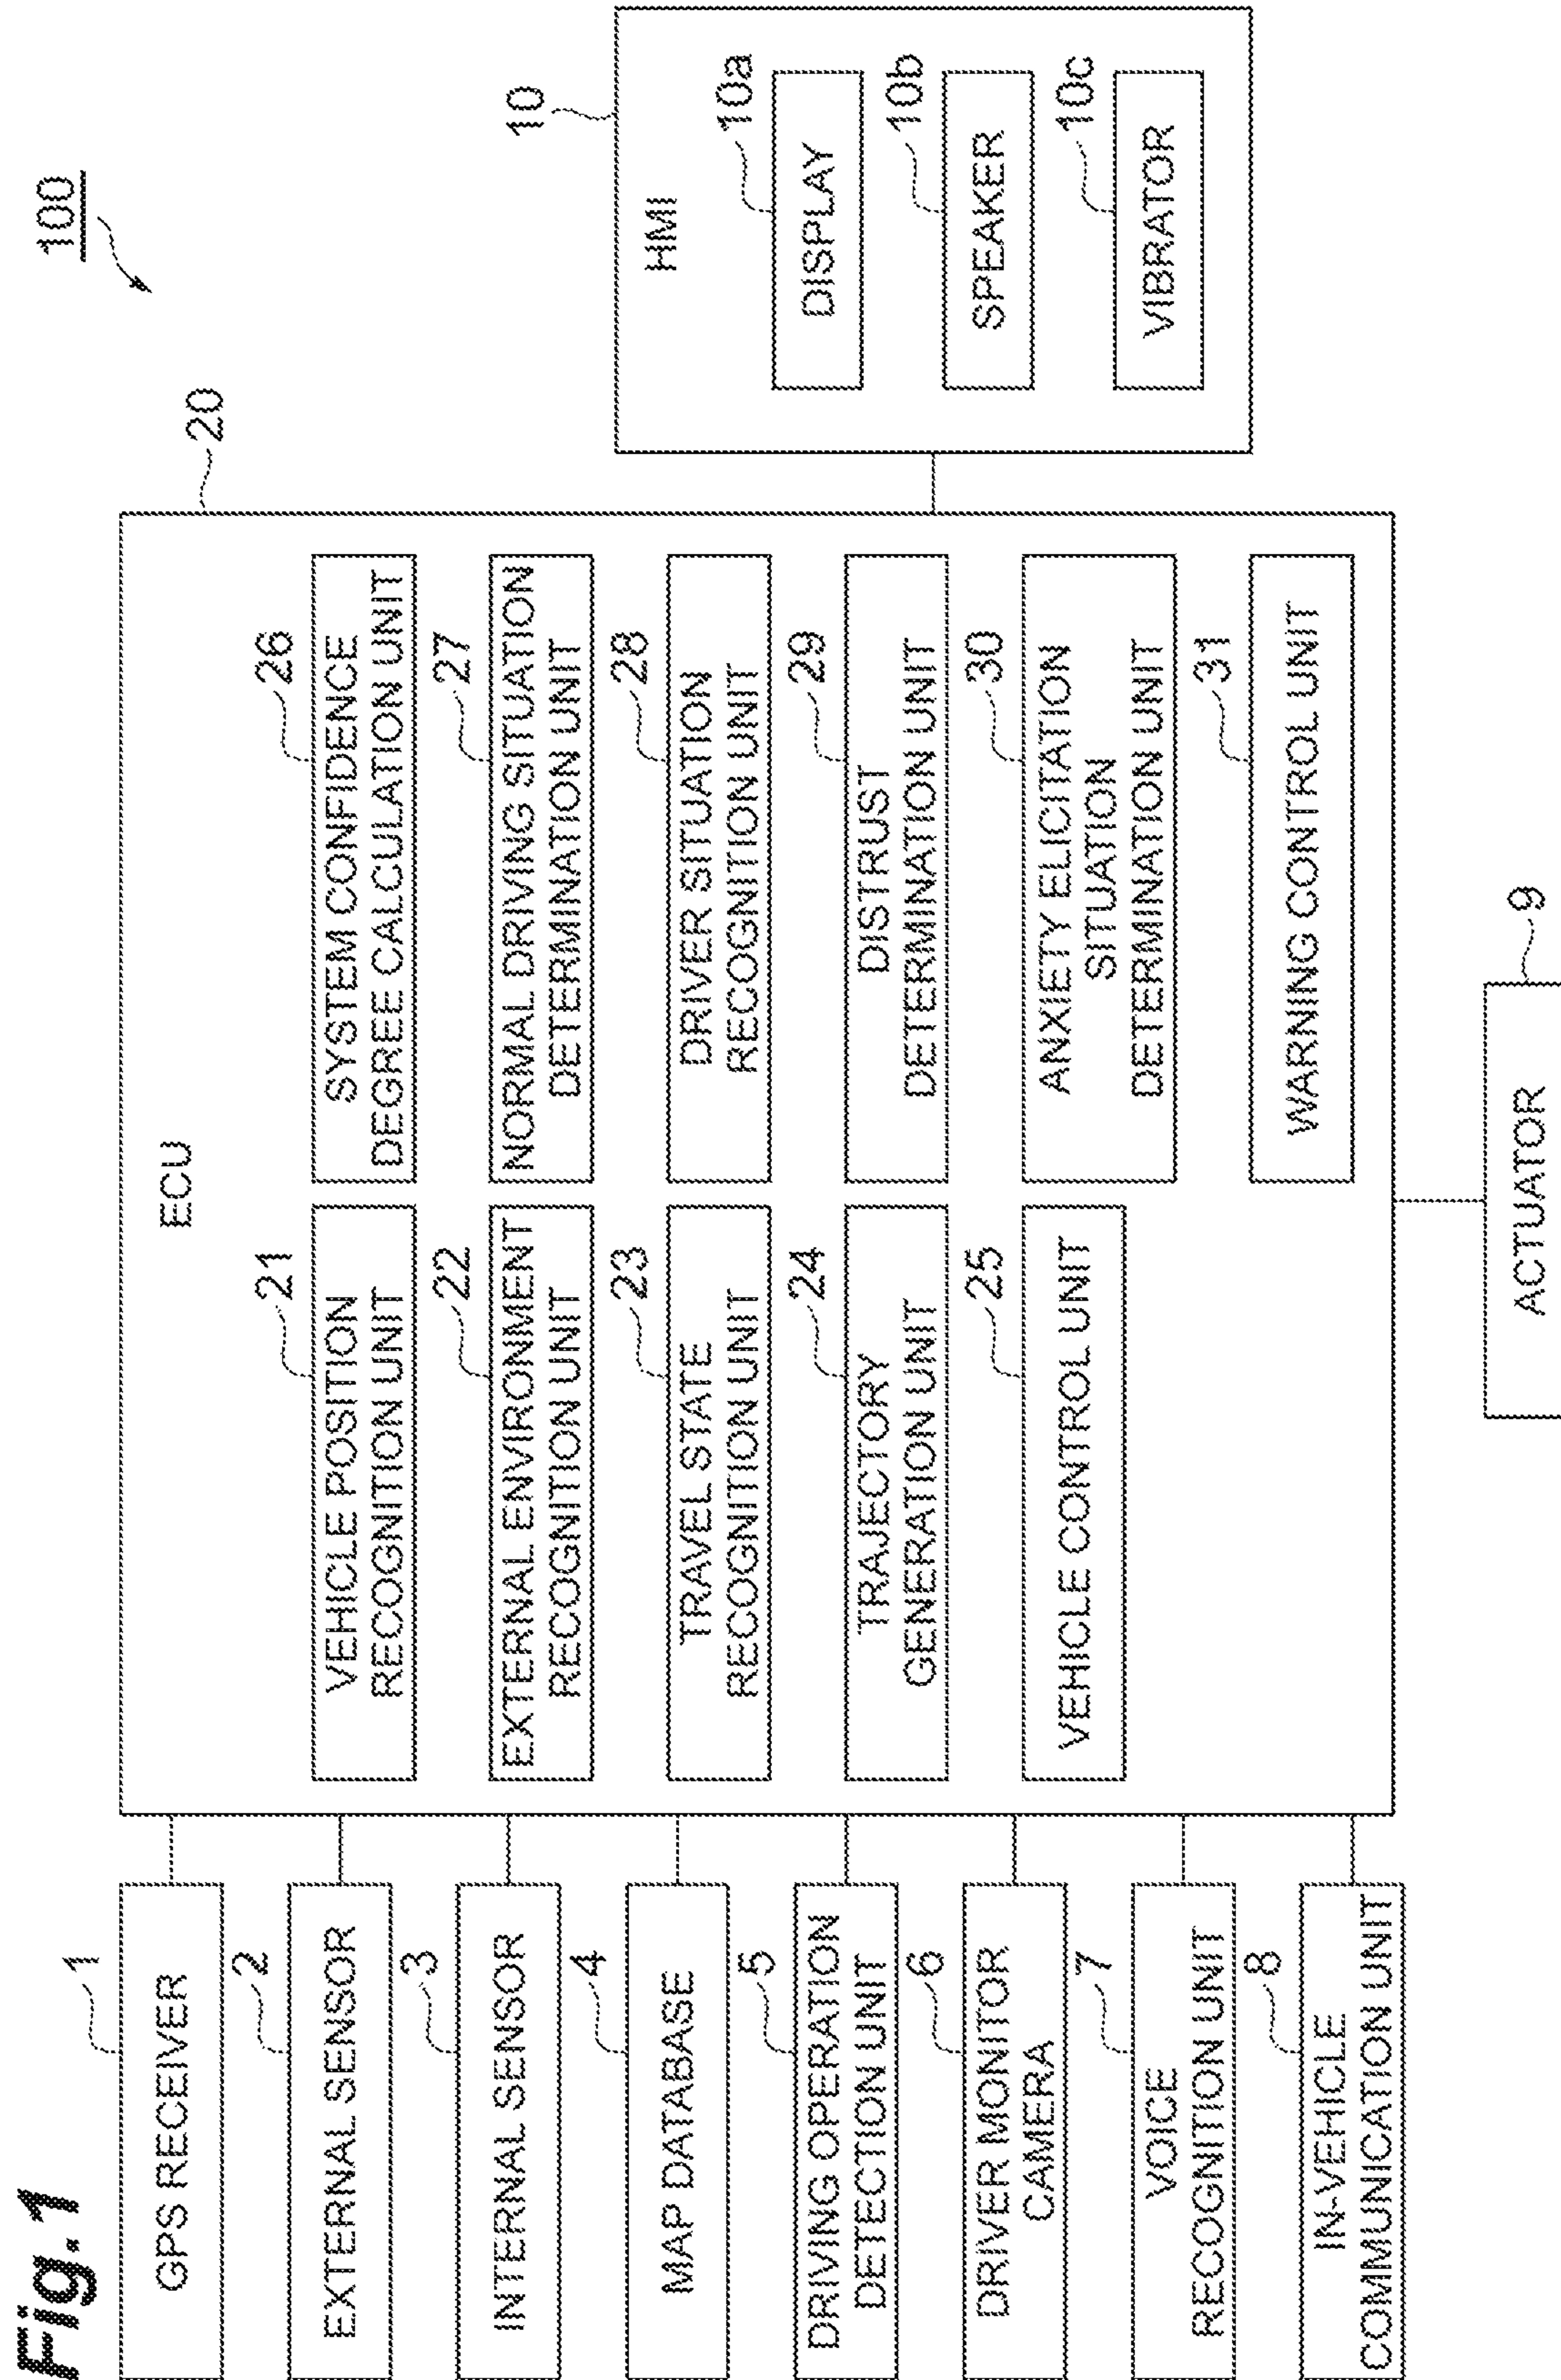 Fig.1
100
1
GPS RECEIVER
2
EXTERNAL SENSOR
3
INTERNAL SENSOR
4
MAP DATABASE
5
DRIVING OPERATION
DETECTION UNIT
6
DRIVER MONITOR
CAMERA
7
VOICE
RECOGNITION UNIT
8
IN-VEHICLE
COMMUNICATION UNIT
20
ECU
21
VEHICLE POSITION
RECOGNITION UNIT
22
EXTERNAL ENVIRONMENT
RECOGNITION UNIT
23
TRAVEL STATE
RECOGNITION UNIT
24
TRAJECTORY
GENERATION UNIT
25
VEHICLE CONTROL UNIT
26
SYSTEM CONFIDENCE
DEGREE CALCULATION UNIT
27
NORMAL DRIVING SITUATION
DETERMINATION UNIT
28
DRIVER SITUATION
RECOGNITION UNIT
29
DISTRUST
DETERMINATION UNIT
30
ANXIETY ELICITATION
SITUATION
DETERMINATION UNIT
31
WARNING CONTROL UNIT
10
HMI
10a
DISPLAY
10b
SPEAKER
10c
VIBRATOR
9
ACTUATOR